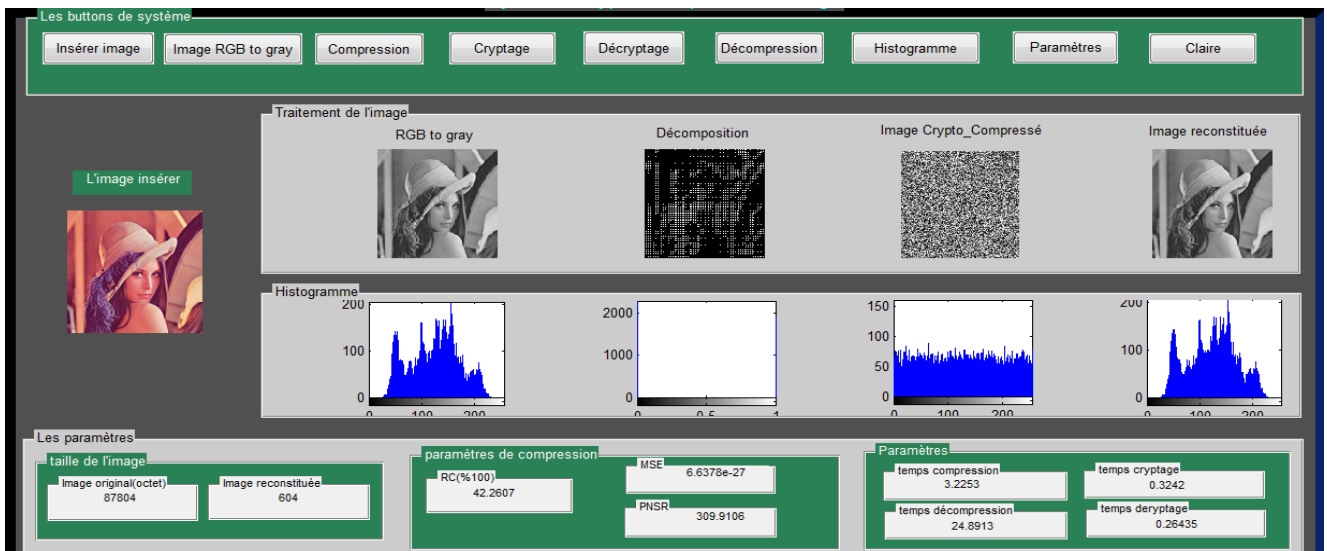 Les buttons de système
Insérer image Image RGB to gray Compression Cryptage Décryptage Décompression Histogramme Paramètres Claire
Traitement de l'image
RGB to gray Décomposition Image Crypto_Compressé Image reconstituée
L'image insérer
Histogramme
200 2000 150 200
100 1000 100 100
50
0 0 0 0
0 100 200 0 0.5 1 0 100 200 0 100 200
Les paramètres
taille de l'image
Image original(octet) Image reconstituée
87804 604
paramètres de compression
RC(%100) MSE
42.2607 6.6378e-27
PNSR
309.9106
Paramètres
temps compression temps cryptage
3.2253 0.3242
temps décompression temps deryptage
24.8913 0.26435